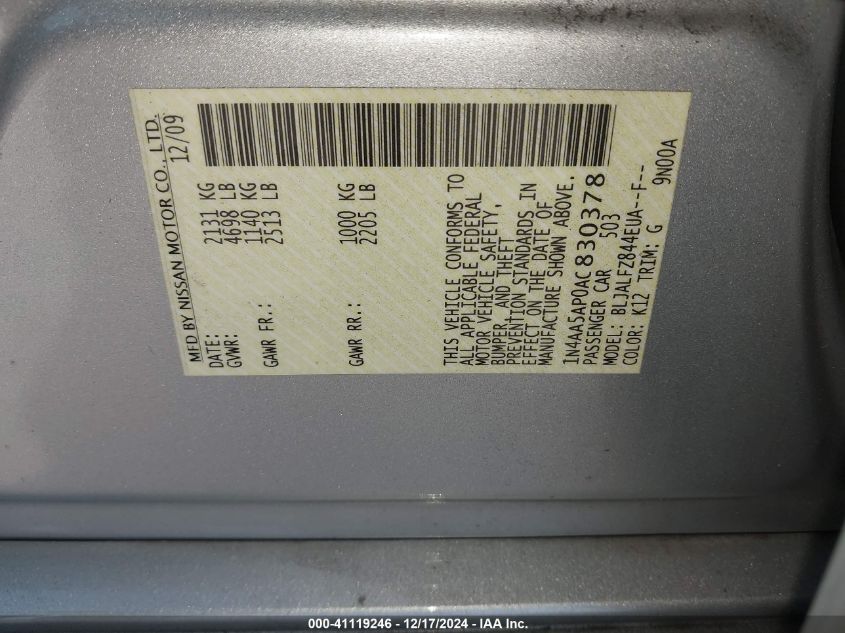 MFD BY NISSAN MOTOR CO., LTD.
DATE: 12/09
GVWR: 2131 KG
4698 LB
GAWR FR.: 1140 KG
2513 LB
GAWR RR.: 1000 KG
2205 LB
THIS VEHICLE CONFORMS TO
ALL APPLICABLE FEDERAL
MOTOR VEHICLE SAFETY,
BUMPER, AND THEFT
PREVENTION STANDARDS IN
EFFECT ON THE DATE OF
MANUFACTURE SHOWN ABOVE.
1N4AA5AP0AC830378
PASSENGER CAR 503
MODEL: BLJALFZ844EUA--F--
COLOR: K12 TRIM: G 9N00A
000-41119246 - 12/17/2024 - IAA Inc.